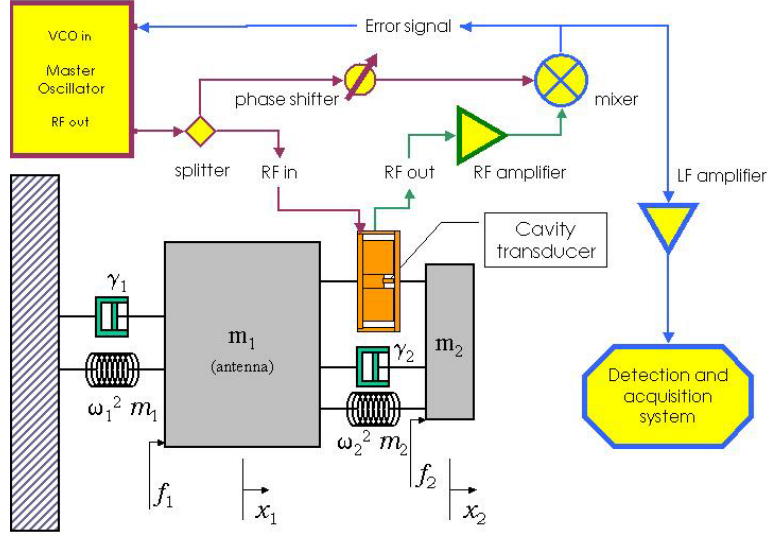 VCO in
Master
Oscillator
RF out
Error signal
phase shifter
mixer
splitter
RF in
RF out
RF amplifier
LF amplifier
Cavity
transducer
γ₁
m₁
(antenna)
m₂
γ₂
ω₁² m₁
ω₂² m₂
f₁
x₁
f₂
x₂
Detection and
acquisition
system